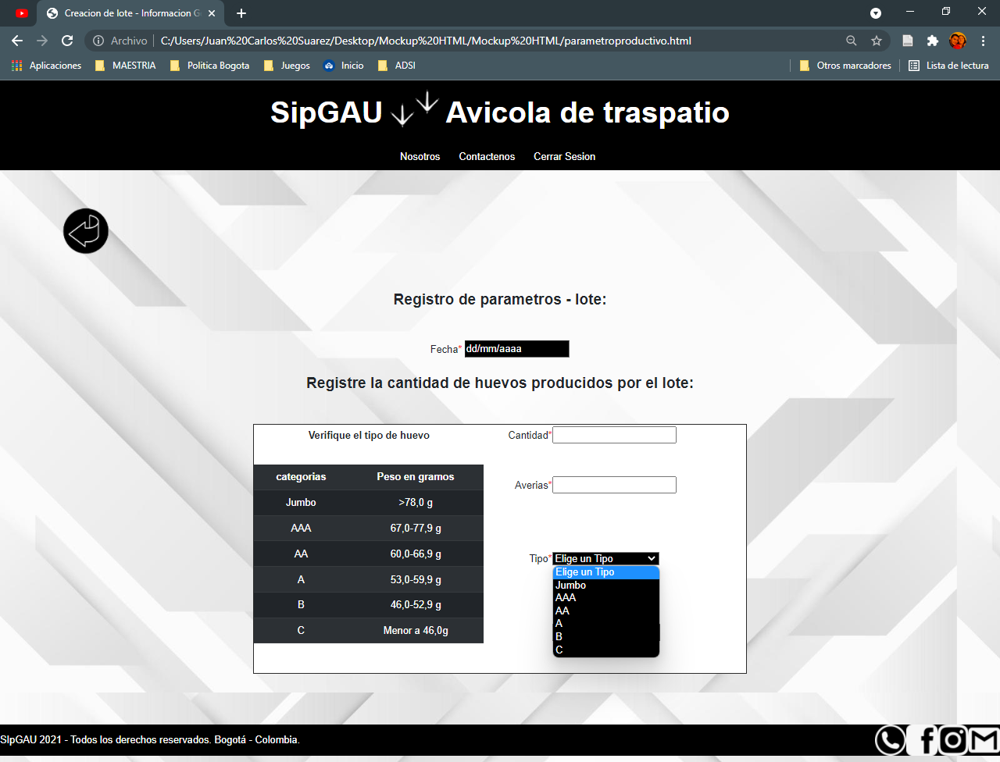 Creacion de lote - Informacion G
Archivo C:/Users/Juan%20Carlos%20Suarez/Desktop/Mockup%20HTML/Mockup%20HTML/parametroproductivo.html
Aplicaciones MAESTRIA Politica Bogota Juegos Inicio ADSI Otros marcadores Lista de lectura
SipGAU Avicola de traspatio
Nosotros Contactenos Cerrar Sesion
Registro de parametros - lote:
Fecha* dd/mm/aaaa
Registre la cantidad de huevos producidos por el lote:
Verifique el tipo de huevo
categorias Peso en gramos
Jumbo >78,0 g
AAA 67,0-77,9 g
AA 60,0-66,9 g
A 53,0-59,9 g
B 46,0-52,9 g
C Menor a 46,0g
Cantidad*
Averias*
Tipo* Elige un Tipo
Elige un Tipo
Jumbo
AAA
AA
A
B
C
SIpGAU 2021 - Todos los derechos reservados. Bogotá - Colombia.